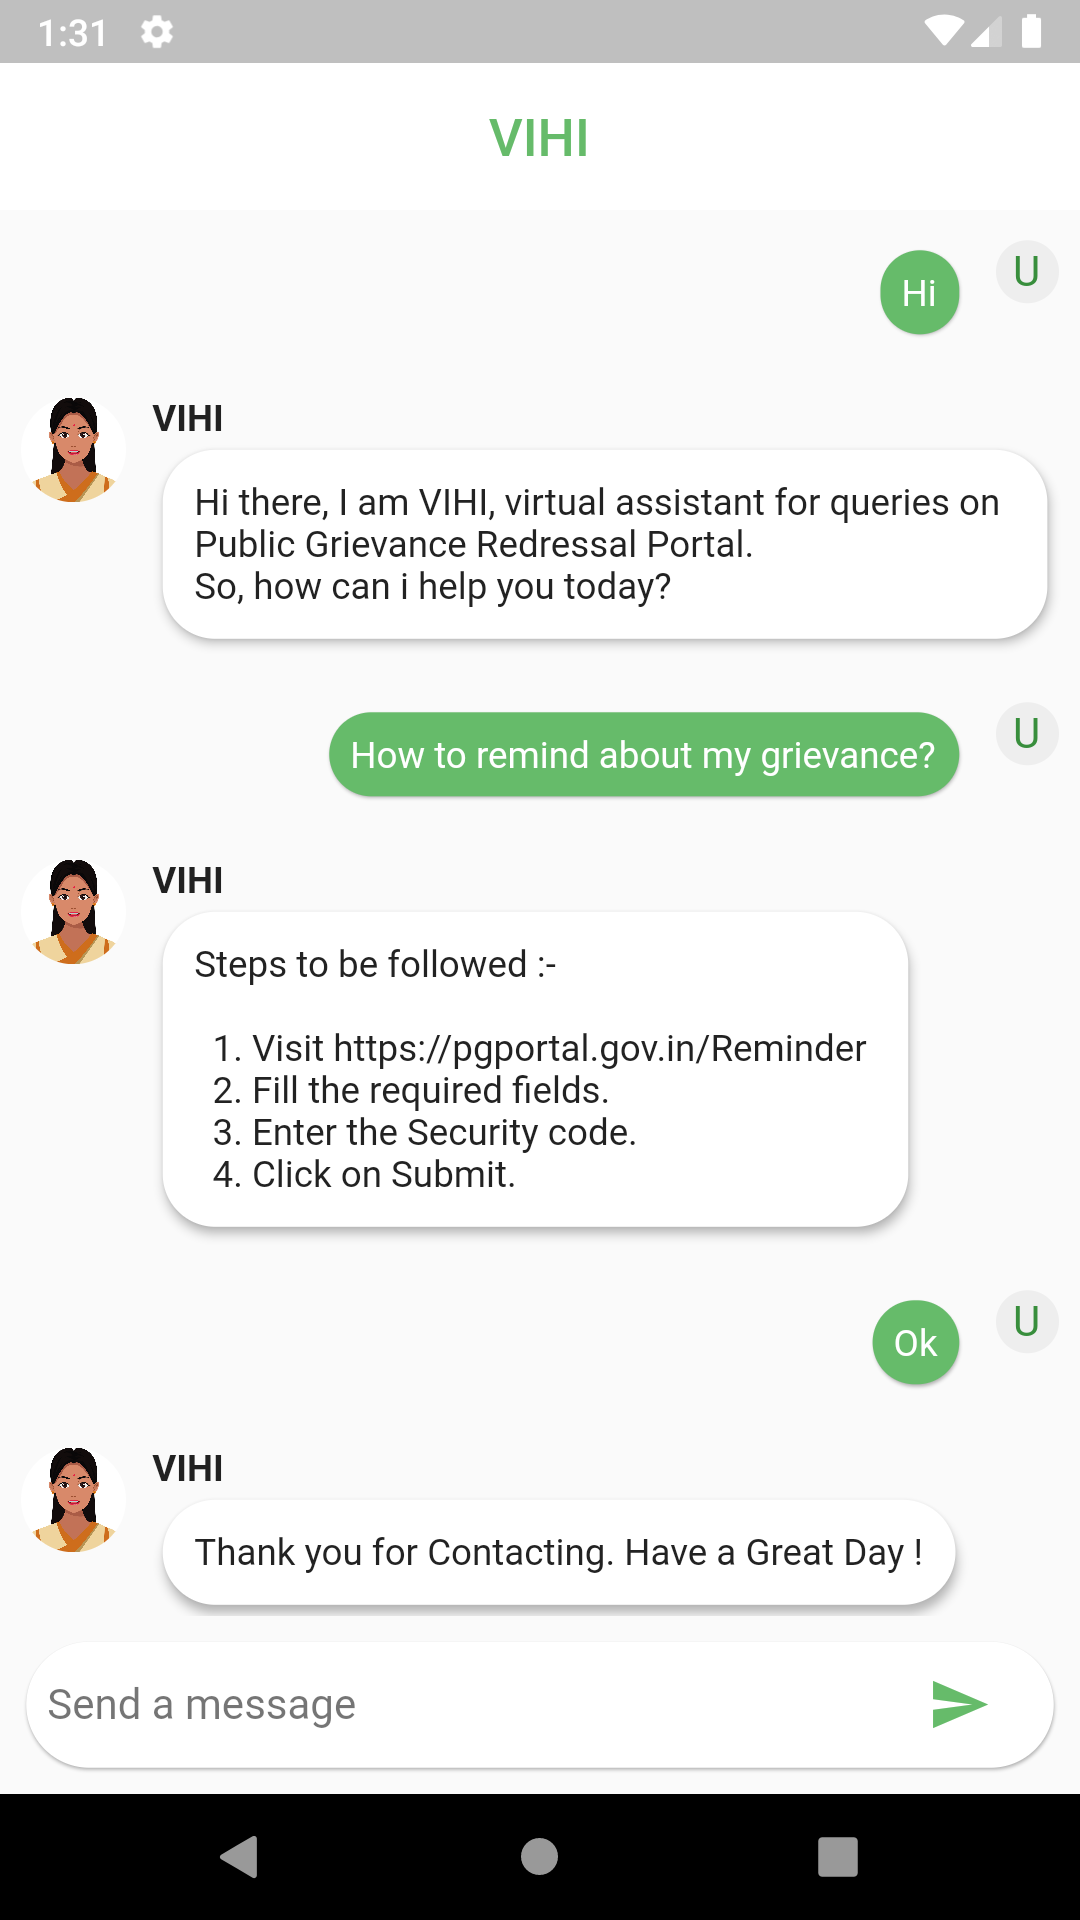 1:31
VIHI
Hi
U
VIHI
Hi there, I am VIHI, virtual assistant for queries on
Public Grievance Redressal Portal.
So, how can i help you today?
How to remind about my grievance?
U
VIHI
Steps to be followed :-
1. Visit https://pgportal.gov.in/Reminder
2. Fill the required fields.
3. Enter the Security code.
4. Click on Submit.
Ok
U
VIHI
Thank you for Contacting. Have a Great Day !
Send a message